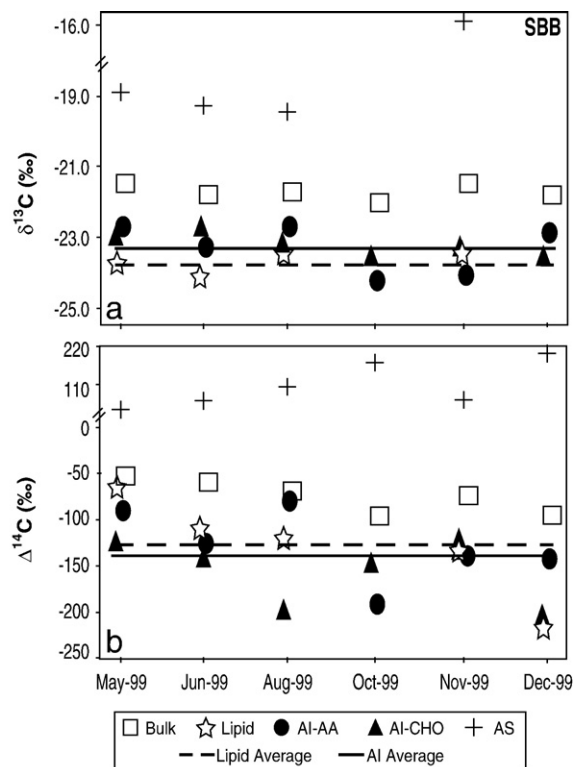 a
SBB
-16.0
-19.0
-21.0
-23.0
-25.0
δ¹³C (‰)
a
220
110
0
-50
-100
-150
-200
-250
Δ¹⁴C (‰)
b
May-99 Jun-99 Aug-99 Oct-99 Nov-99 Dec-99
Bulk Lipid AI-AA AI-CHO AS
Lipid Average AI Average